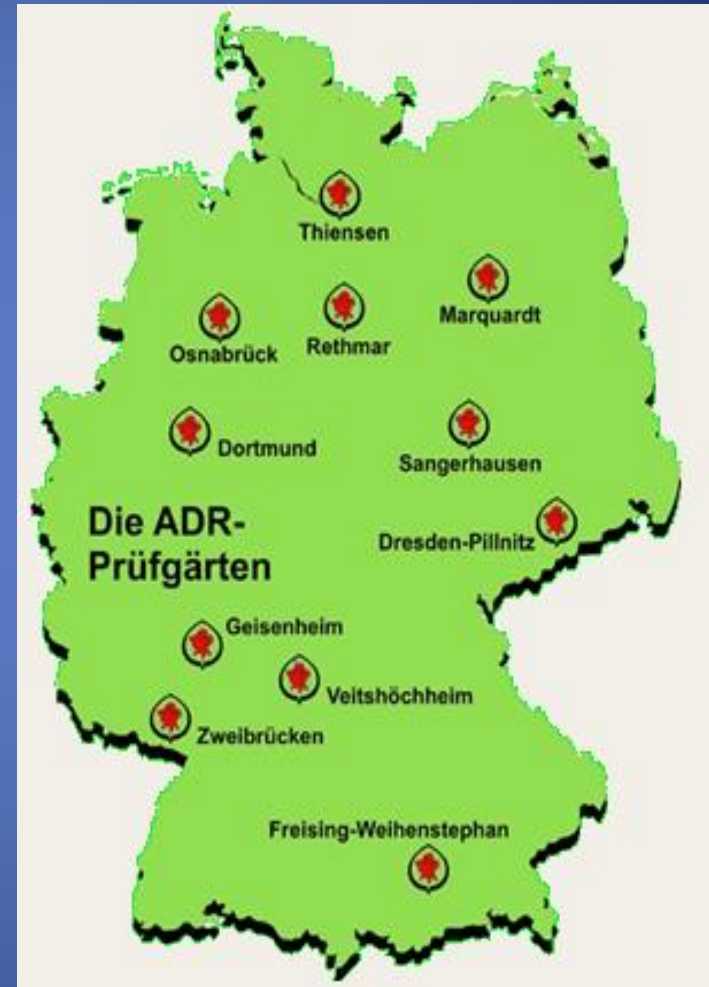 Thiensen
Marquardt
Osnabrück
Rethmar
Dortmund
Sangerhausen
Die ADR-
Prüfgärten
Dresden-Pillnitz
Geisenheim
Veitshöchheim
Zweibrücken
Freising-Weihenstephan